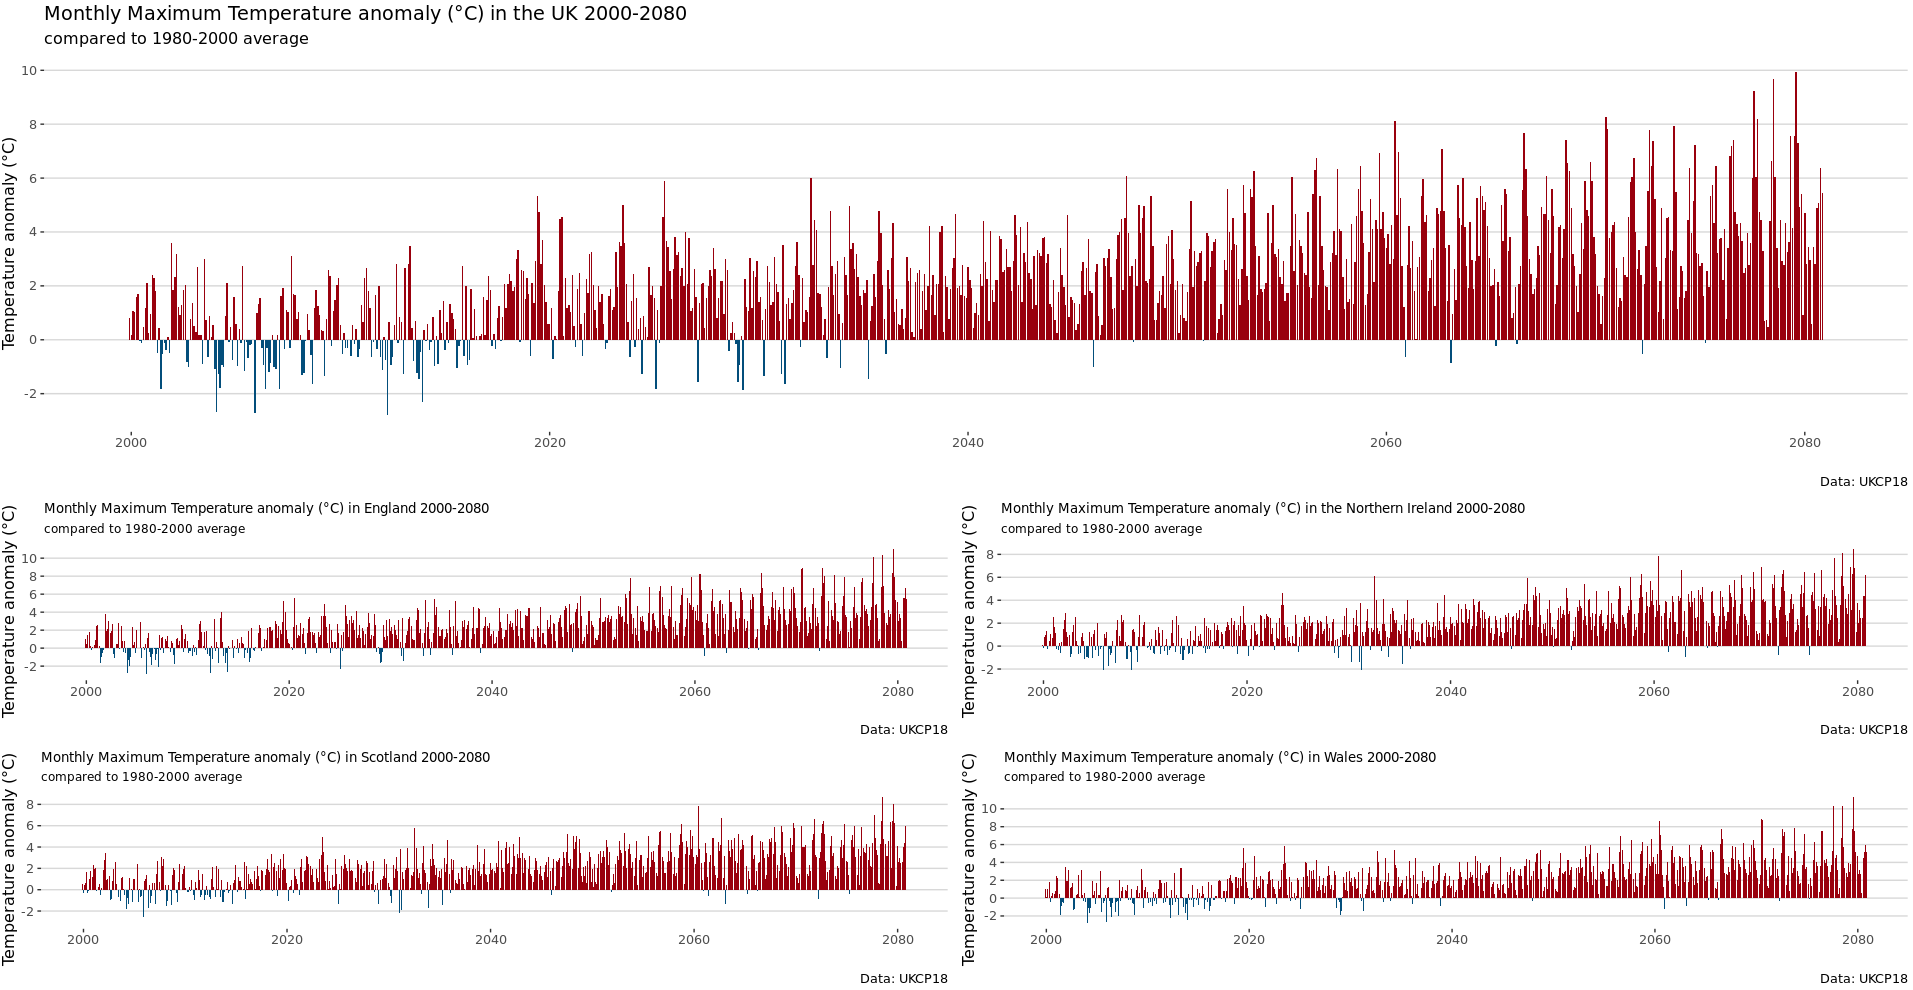 Monthly Maximum Temperature anomaly (°C) in the UK 2000-2080
compared to 1980-2000 average
Temperature anomaly (°C)
10
8
6
4
2
0
-2
2000 2020 2040 2060 2080
Data: UKCP18
Monthly Maximum Temperature anomaly (°C) in England 2000-2080
compared to 1980-2000 average
Temperature anomaly (°C)
10
8
6
4
2
0
-2
2000 2020 2040 2060 2080
Data: UKCP18
Monthly Maximum Temperature anomaly (°C) in the Northern Ireland 2000-2080
compared to 1980-2000 average
Temperature anomaly (°C)
8
6
4
2
0
-2
2000 2020 2040 2060 2080
Data: UKCP18
Monthly Maximum Temperature anomaly (°C) in Scotland 2000-2080
compared to 1980-2000 average
Temperature anomaly (°C)
8
6
4
2
0
-2
2000 2020 2040 2060 2080
Data: UKCP18
Monthly Maximum Temperature anomaly (°C) in Wales 2000-2080
compared to 1980-2000 average
Temperature anomaly (°C)
10
8
6
4
2
0
-2
2000 2020 2040 2060 2080
Data: UKCP18